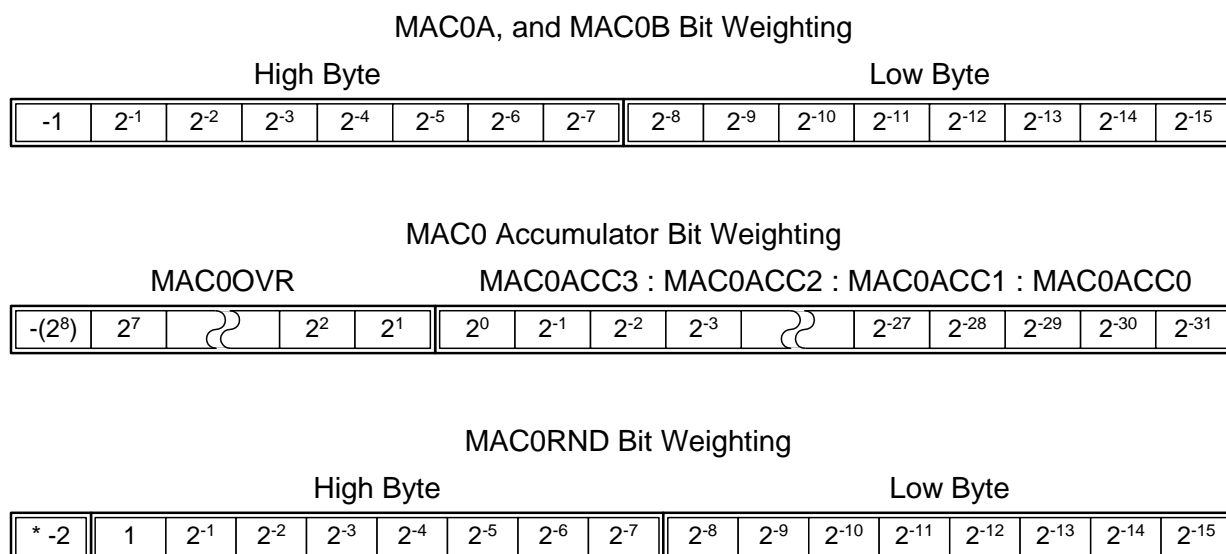 MAC0A, and MAC0B Bit Weighting
High Byte Low Byte
-1 2⁻¹ 2⁻² 2⁻³ 2⁻⁴ 2⁻⁵ 2⁻⁶ 2⁻⁷ 2⁻⁸ 2⁻⁹ 2⁻¹⁰ 2⁻¹¹ 2⁻¹² 2⁻¹³ 2⁻¹⁴ 2⁻¹⁵
MAC0 Accumulator Bit Weighting
MAC0OVR MAC0ACC3 : MAC0ACC2 : MAC0ACC1 : MAC0ACC0
-(2⁸) 2⁷ 2² 2¹ 2⁰ 2⁻¹ 2⁻² 2⁻³ 2⁻²⁷ 2⁻²⁸ 2⁻²⁹ 2⁻³⁰ 2⁻³¹
MAC0RND Bit Weighting
High Byte Low Byte
* -2 1 2⁻¹ 2⁻² 2⁻³ 2⁻⁴ 2⁻⁵ 2⁻⁶ 2⁻⁷ 2⁻⁸ 2⁻⁹ 2⁻¹⁰ 2⁻¹¹ 2⁻¹² 2⁻¹³ 2⁻¹⁴ 2⁻¹⁵